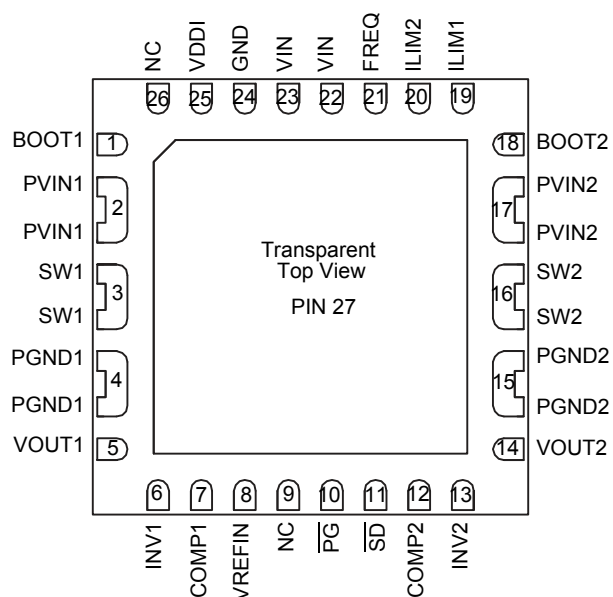 NC
VDDI
GND
VIN
VIN
FREQ
ILIM2
ILIM1
26
25
24
23
22
21
20
19
BOOT1
1
18
BOOT2
PVIN1
2
PVIN1
PVIN2
17
PVIN2
SW1
3
SW1
SW2
16
SW2
PGND1
4
PGND1
PGND2
15
PGND2
VOUT1
5
14
VOUT2
Transparent
Top View
PIN 27
6
7
8
9
10
11
12
13
INV1
COMP1
VREFIN
NC
PG
SD
COMP2
INV2